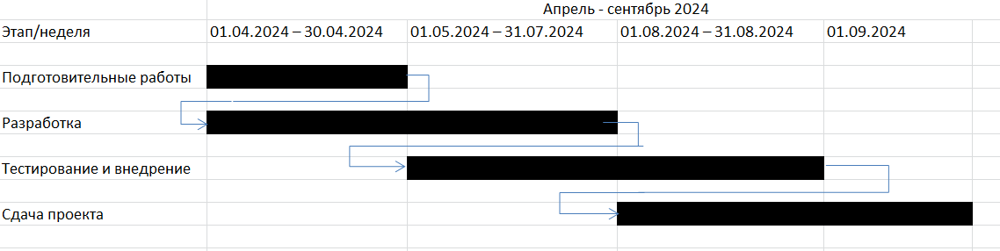 Апрель - сентябрь 2024
Этап/неделя 01.04.2024 – 30.04.2024 01.05.2024 – 31.07.2024 01.08.2024 – 31.08.2024 01.09.2024
Подготовительные работы
Разработка
Тестирование и внедрение
Сдача проекта